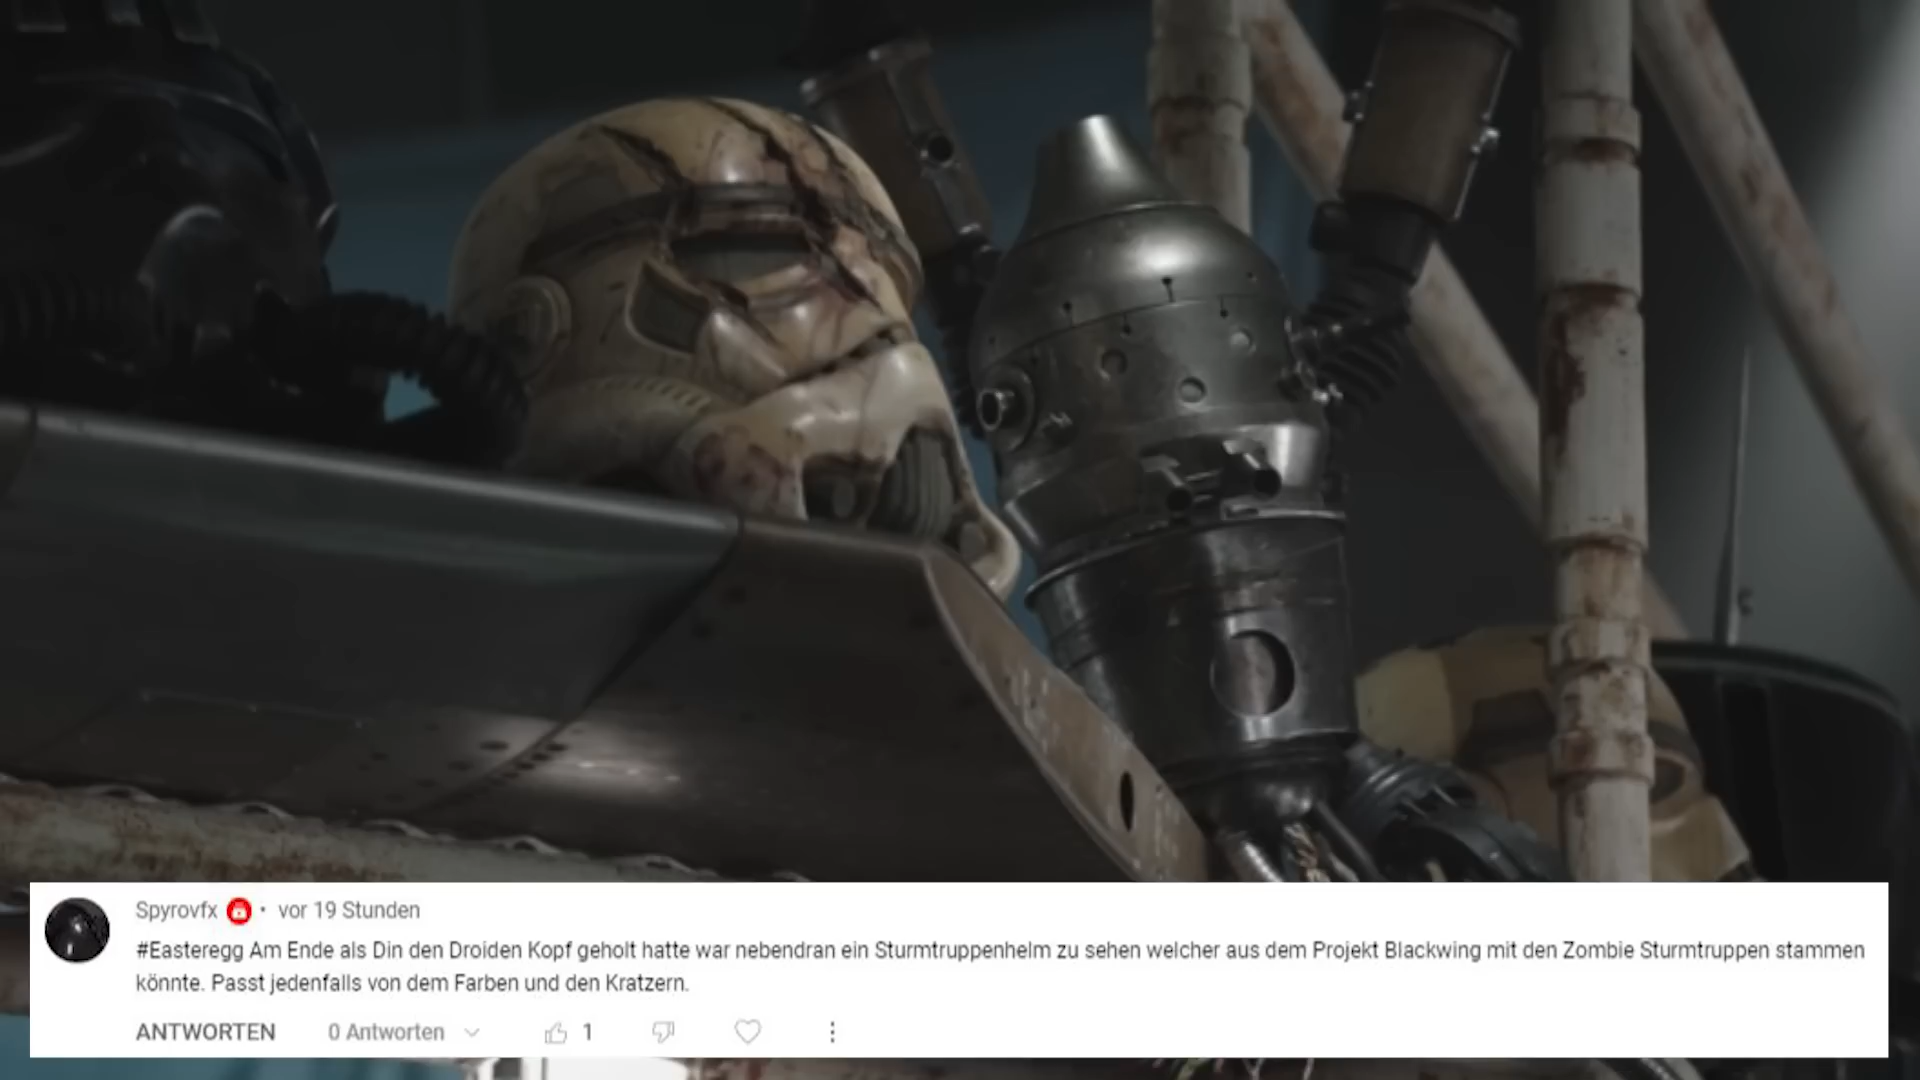 Spyrovfx • vor 19 Stunden
#Easteregg Am Ende als Din den Droiden Kopf geholt hatte war nebendran ein Sturmtruppenhelm zu sehen welcher aus dem Projekt Blackwing mit den Zombie Sturmtruppen stammen
könnte. Passt jedenfalls von dem Farben und den Kratzern.
ANTWORTEN 0 Antworten 1